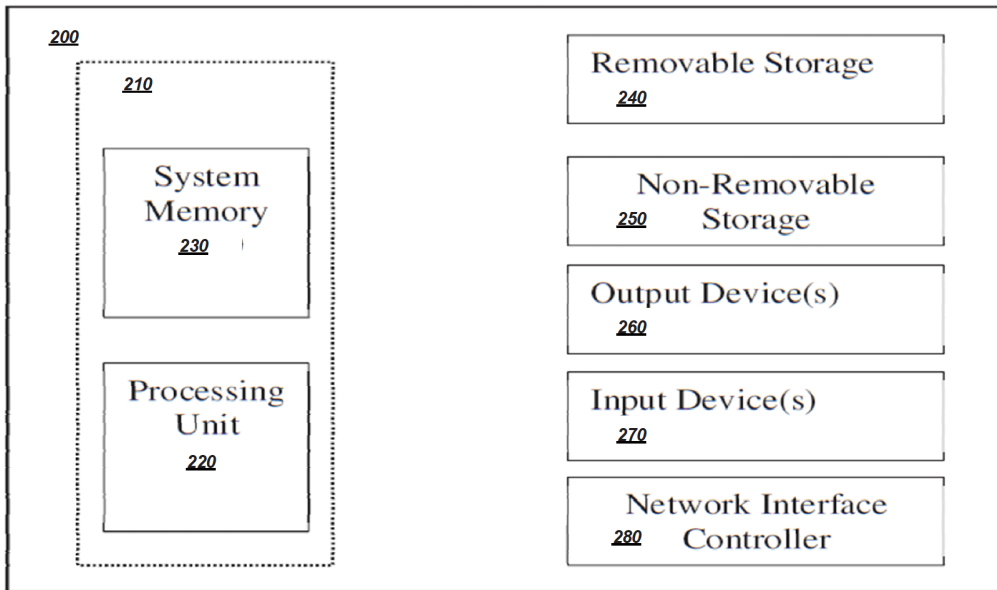 200
210
System
Memory
230
Processing
Unit
220
Removable Storage
240
Non-Removable
Storage
250
Output Device(s)
260
Input Device(s)
270
Network Interface
Controller
280